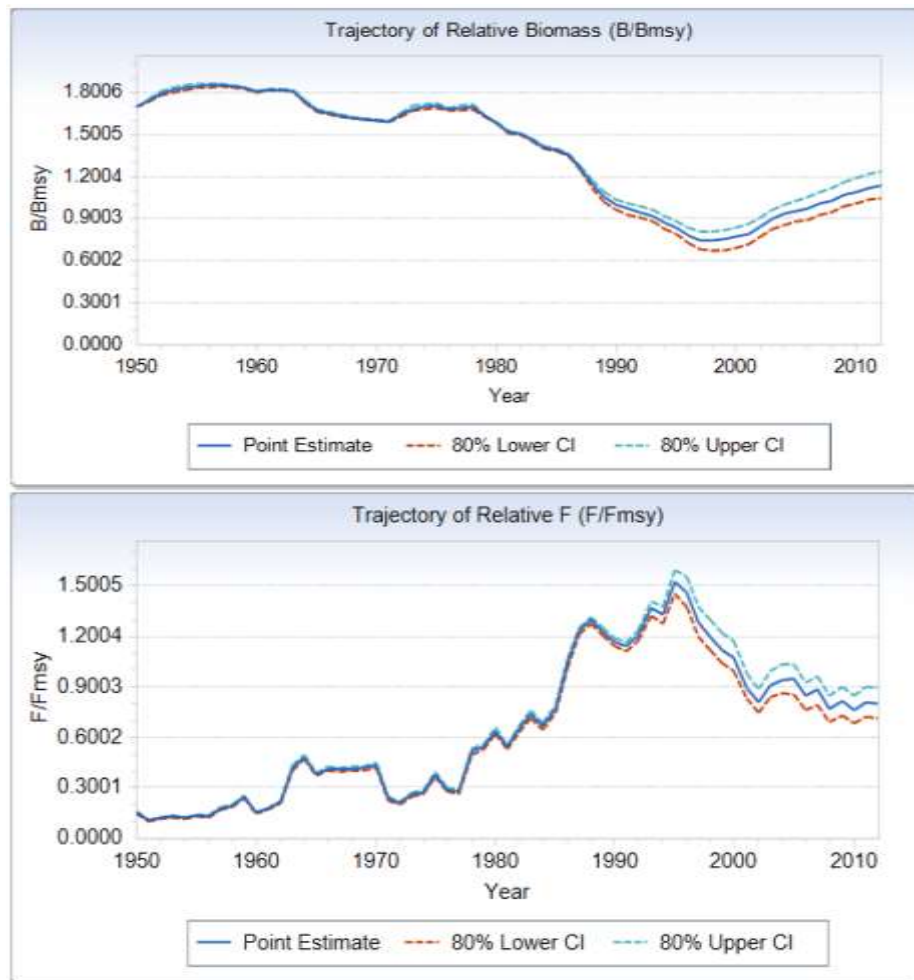 Trajectory of Relative Biomass (B/Bmsy)
1.8006
1.5005
1.2004
0.9003
0.6002
0.3001
0.0000
B/Bmsy
1950 1960 1970 1980 1990 2000 2010
Year
Point Estimate 80% Lower CI 80% Upper CI
Trajectory of Relative F (F/Fmsy)
1.5005
1.2004
0.9003
0.6002
0.3001
0.0000
F/Fmsy
1950 1960 1970 1980 1990 2000 2010
Year
Point Estimate 80% Lower CI 80% Upper CI